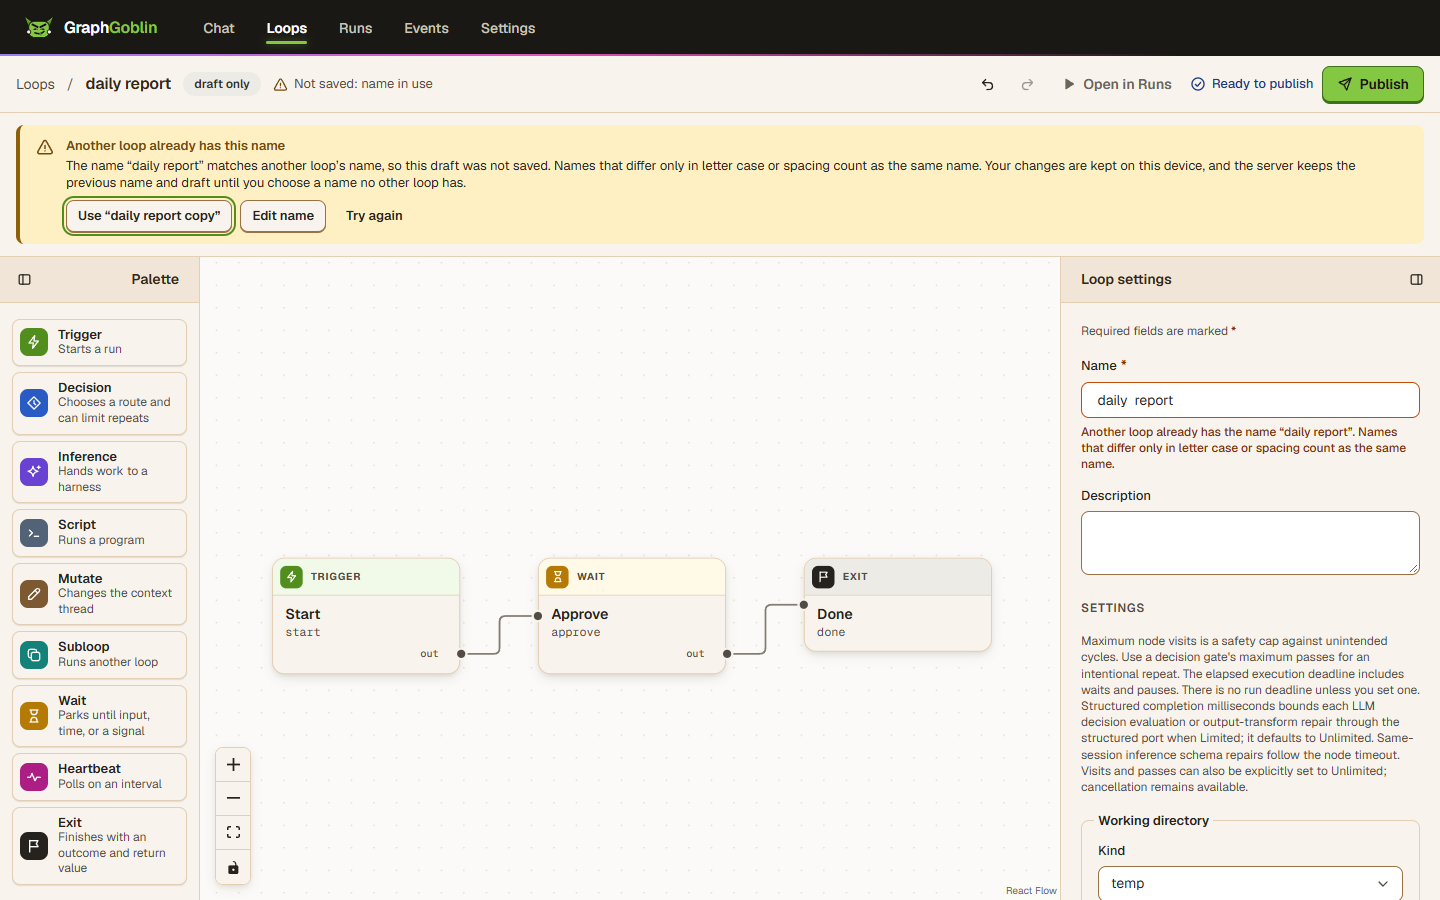 GraphGoblin
Chat
Loops
Runs
Events
Settings
Loops / daily report
draft only
Not saved: name in use
Open in Runs
Ready to publish
Publish
Another loop already has this name
The name “daily report” matches another loop’s name, so this draft was not saved. Names that differ only in letter case or spacing count as the same name. Your changes are kept on this device, and the server keeps the
previous name and draft until you choose a name no other loop has.
Use “daily report copy”
Edit name
Try again
Palette
Trigger
Starts a run
Decision
Chooses a route and
can limit repeats
Inference
Hands work to a
harness
Script
Runs a program
Mutate
Changes the context
thread
Subloop
Runs another loop
Wait
Parks until input,
time, or a signal
Heartbeat
Polls on an interval
Exit
Finishes with an
outcome and return
value
TRIGGER
Start
start
out
WAIT
Approve
approve
out
EXIT
Done
done
React Flow
Loop settings
Required fields are marked *
Name *
daily  report
Another loop already has the name “daily report”. Names
that differ only in letter case or spacing count as the same
name.
Description
SETTINGS
Maximum node visits is a safety cap against unintended
cycles. Use a decision gate's maximum passes for an
intentional repeat. The elapsed execution deadline includes
waits and pauses. There is no run deadline unless you set one.
Structured completion milliseconds bounds each LLM
decision evaluation or output-transform repair through the
structured port when Limited; it defaults to Unlimited. Same-
session inference schema repairs follow the node timeout.
Visits and passes can also be explicitly set to Unlimited;
cancellation remains available.
Working directory
Kind
temp